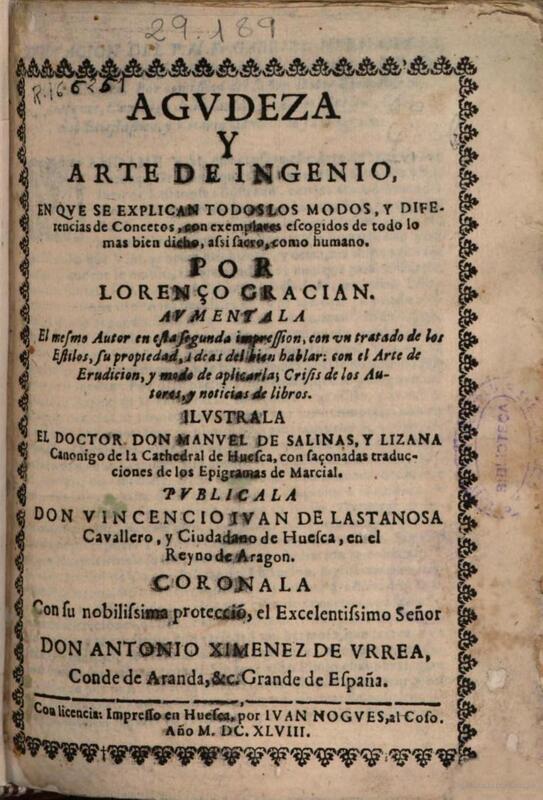 29.189
R.165251
AGVDEZA
Y
ARTE DE INGENIO,
EN QVE SE EXPLICAN TODOS LOS MODOS, Y DIFE-
rencias de Concetos, con exemplares eſcogidos de todo lo
mas bien dicho, aſsi ſacro, como humano.
POR
LORENÇO GRACIAN.
AVMENTALA
El meſmo Autor en eſta ſegunda impreſsion, con vn tratado de los
Eſtilos, ſu propiedad, ideas del bien hablar: con el Arte de
Erudicion, y modo de aplicarla; Criſis de los Au-
tores, y noticias de libros.
ILVSTRALA
EL DOCTOR DON MANVEL DE SALINAS, Y LIZANA
Canonigo de la Cathedral de Hueſca, con ſaçonadas traduc-
ciones de los Epigramas de Marcial.
PVBLICALA
DON VINCENCIO IVAN DE LASTANOSA
Cavallero, y Ciudadano de Hueſca, en el
Reyno de Aragon.
CORONALA
Con ſu nobiliſsima protecciõ, el Excelentiſsimo Señor
DON ANTONIO XIMENEZ DE VRREA,
Conde de Aranda, &c. Grande de Eſpaña.
Con licencia: Impreſſo en Hueſca, por IVAN NOGVES, al Coſo.
Año M. DC. XLVIII.
BIBLIOTECA